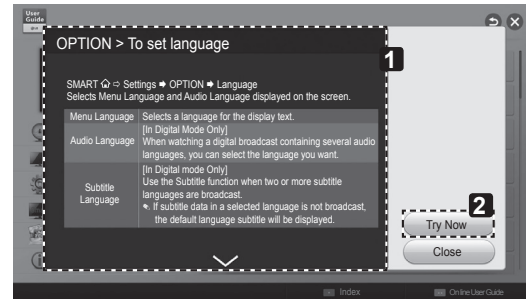 User
Guide
OPTION > To set language
1
SMART ⇨ Settings ➡ OPTION ➡ Language
Selects Menu Language and Audio Language displayed on the screen.
Menu Language Selects a language for the display text.
Audio Language
[In Digital Mode Only]
When watching a digital broadcast containing several audio
languages, you can select the language you want.
Subtitle
Language
[In Digital mode Only]
Use the Subtitle function when two or more subtitle
languages are broadcast.
If subtitle data in a selected language is not broadcast,
the default language subtitle will be displayed.
2
Try Now
Close
Index
Online User Guide